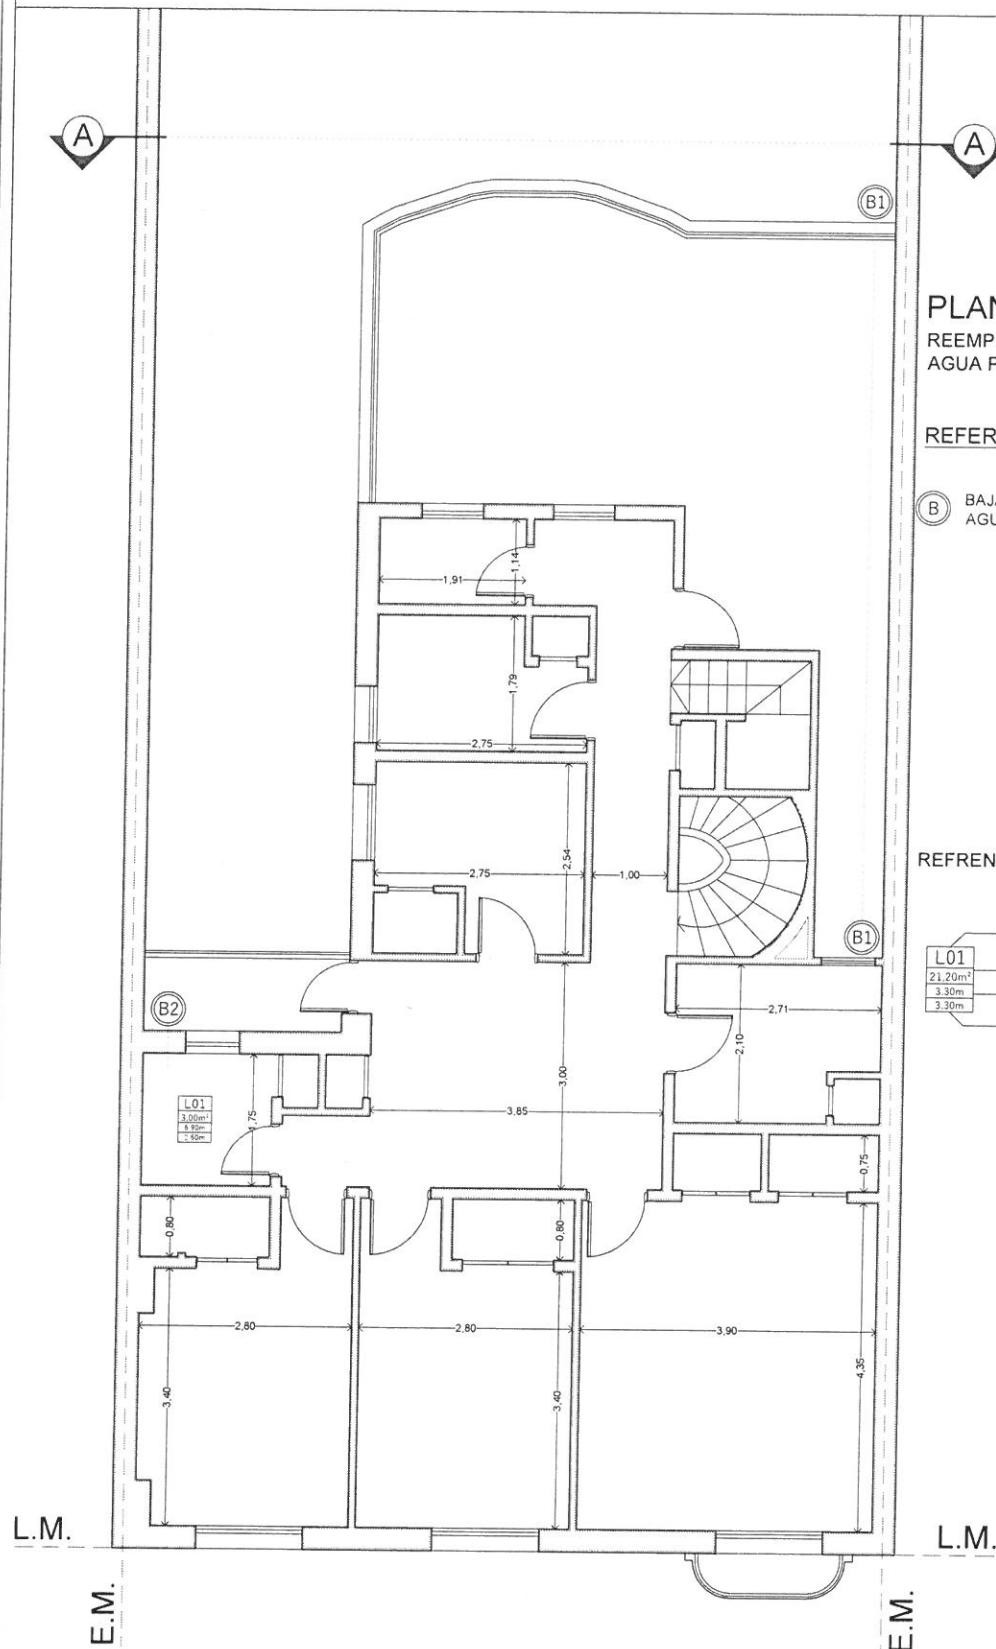 A
A
B1
PLAN
REEMP
AGUA P
REFER
B
BAJA
AGU
1,14
1,91
1,79
2,75
2,54
2,75
1,00
REFREN
B1
L01
21.20m²
3.30m
3.30m
B2
2,71
2,10
3,00
3,85
L01
3.00m²
1,75
0,75
0,80
0,80
2,80
2,80
3,90
3,40
3,40
4,35
L.M.
L.M.
E.M.
E.M.